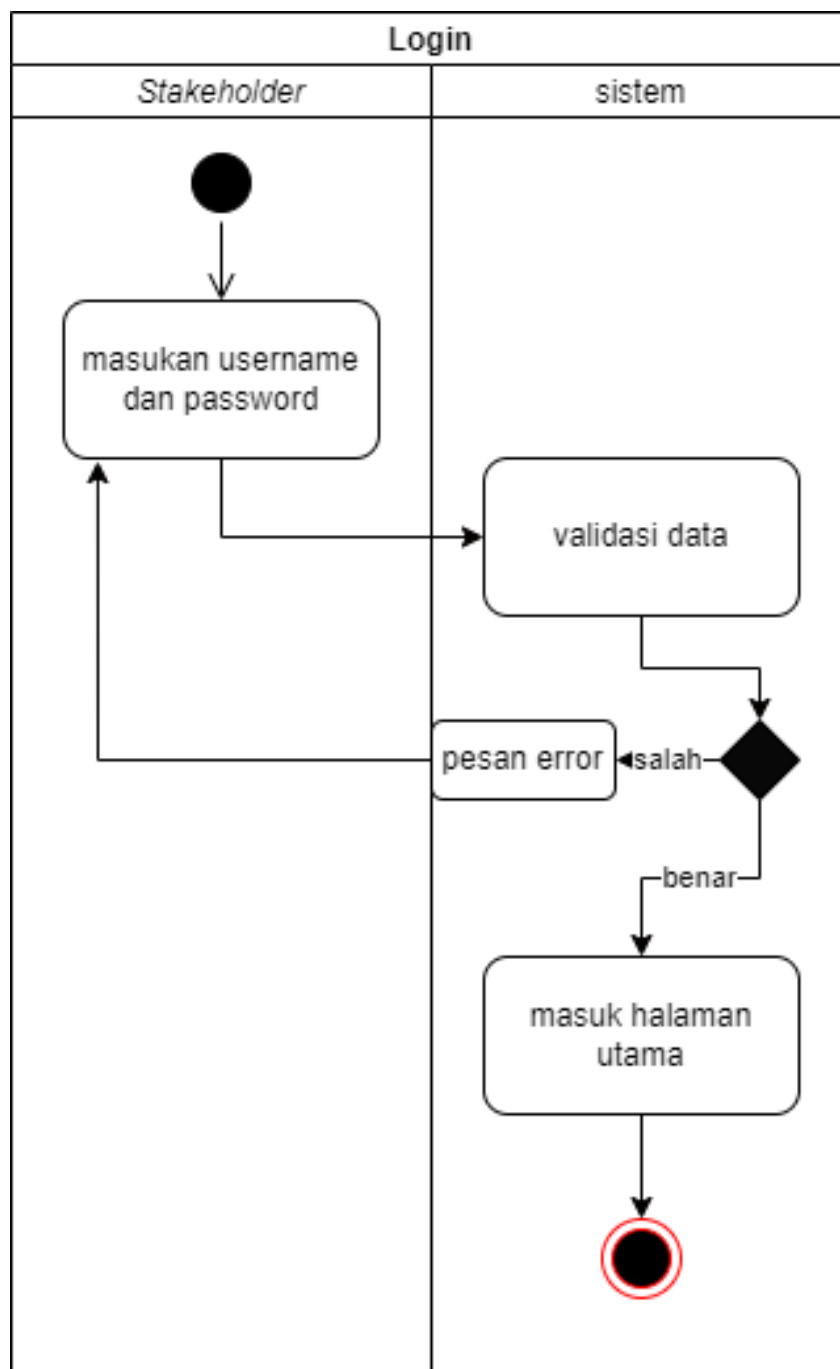 Login
Stakeholder
sistem
masukan username
dan password
validasi data
pesan error
salah
benar
masuk halaman
utama